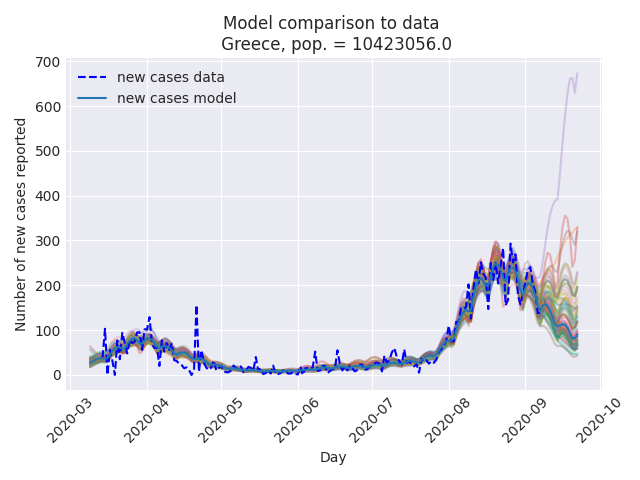 Model comparison to data
Greece, pop. = 10423056.0
new cases data
new cases model
Number of new cases reported
700
600
500
400
300
200
100
0
2020-03
2020-04
2020-05
2020-06
2020-07
2020-08
2020-09
2020-10
Day